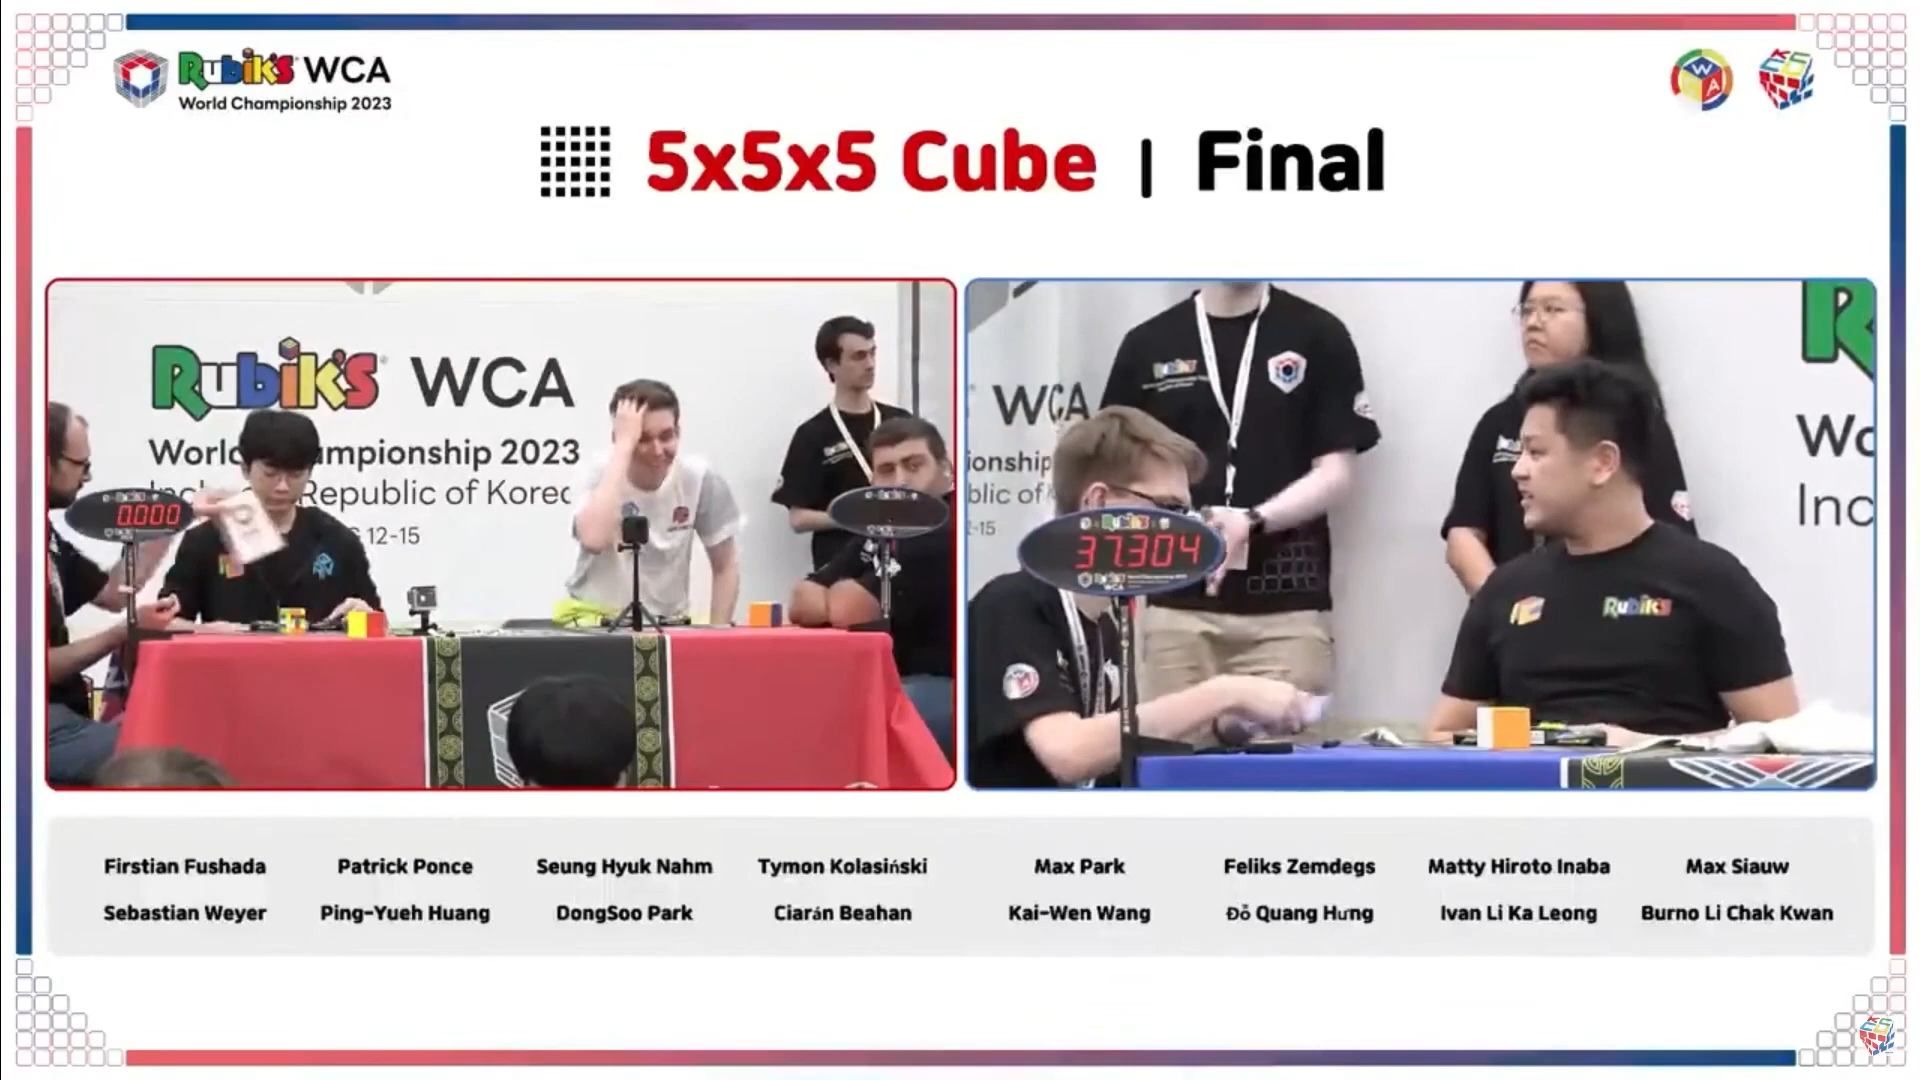 Rubik's WCA
World Championship 2023
5x5x5 Cube | Final
Rubik's WCA
World Championship 2023
Republic of Korea
12-15
0.000
WCA
ionship
blic of
2-15
37.304
Rubik's
R
Wo
Inc
Firstian Fushada Patrick Ponce Seung Hyuk Nahm Tymon Kolasiński Max Park Feliks Zemdegs Matty Hiroto Inaba Max Siauw
Sebastian Weyer Ping-Yueh Huang DongSoo Park Ciarán Beahan Kai-Wen Wang Đỗ Quang Hưng Ivan Li Ka Leong Burno Li Chak Kwan